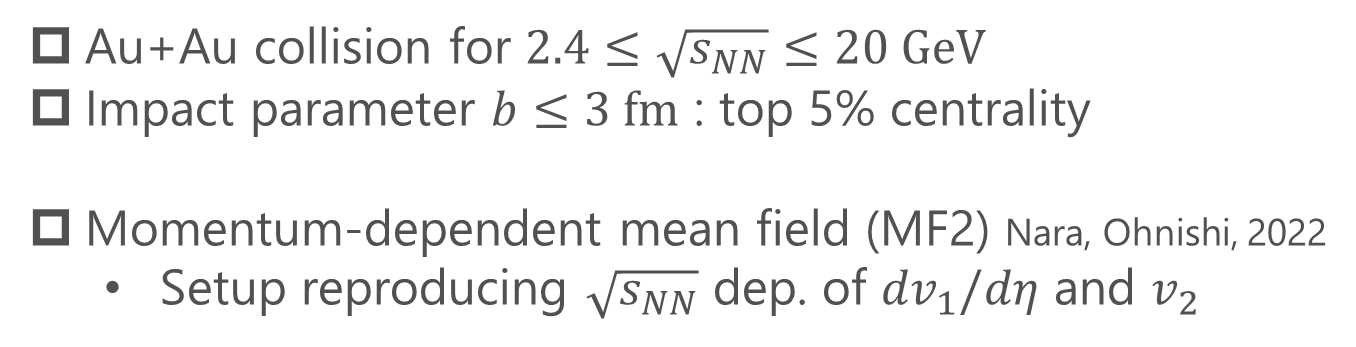 □ Au+Au collision for 2.4 ≤ √s_NN ≤ 20 GeV
□ Impact parameter b ≤ 3 fm : top 5% centrality
□ Momentum-dependent mean field (MF2) Nara, Ohnishi, 2022
• Setup reproducing √s_NN dep. of dv₁/dη and v₂